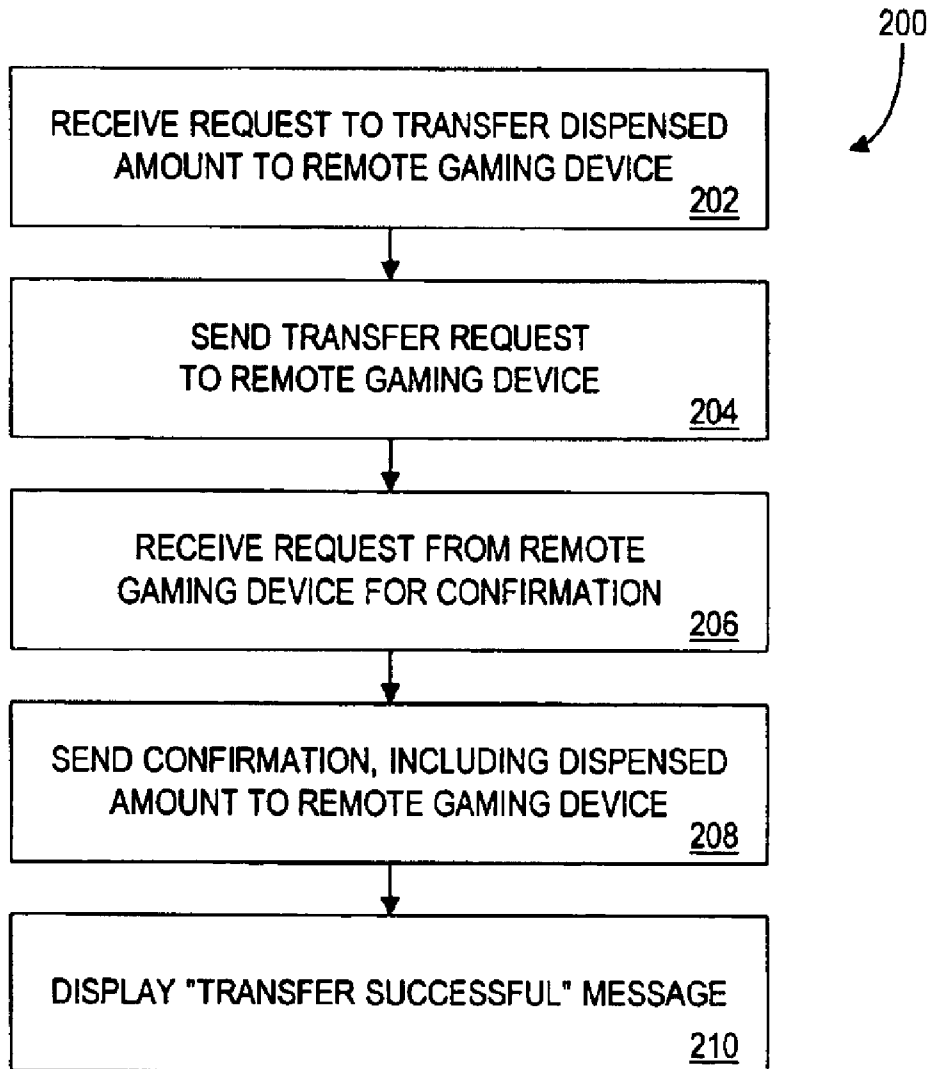 200
RECEIVE REQUEST TO TRANSFER DISPENSED
AMOUNT TO REMOTE GAMING DEVICE
202
SEND TRANSFER REQUEST
TO REMOTE GAMING DEVICE
204
RECEIVE REQUEST FROM REMOTE
GAMING DEVICE FOR CONFIRMATION
206
SEND CONFIRMATION, INCLUDING DISPENSED
AMOUNT TO REMOTE GAMING DEVICE
208
DISPLAY "TRANSFER SUCCESSFUL" MESSAGE
210